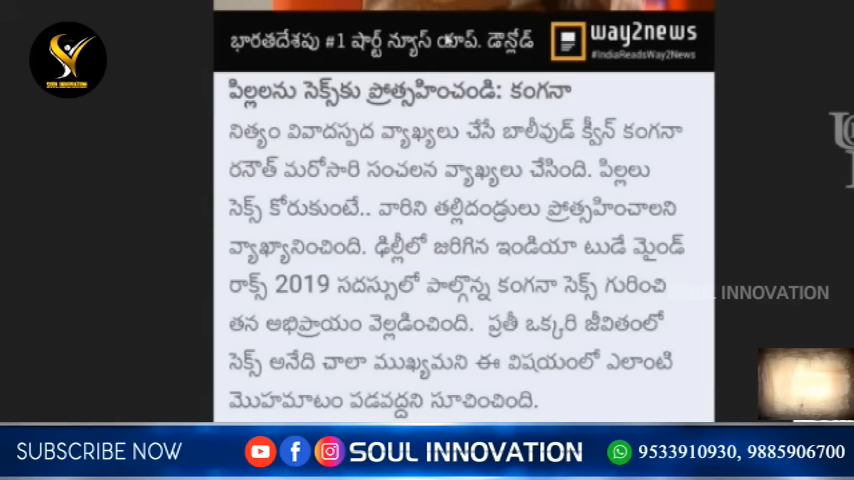 భారతదేశపు #1 షార్ట్ న్యూస్ యాప్. డౌన్లోడ్
way2news
#IndiaReadsWay2News
SOUL INNOVATION
పిల్లలను సెక్స్‌కు ప్రోత్సహించండి: కంగనా
నిత్యం వివాదస్పద వ్యాఖ్యలు చేసే బాలీవుడ్ క్వీన్ కంగనా
రనౌత్ మరోసారి సంచలన వ్యాఖ్యలు చేసింది. పిల్లలు
సెక్స్ కోరుకుంటే.. వారిని తల్లిదండ్రులు ప్రోత్సహించాలని
వ్యాఖ్యానించింది. ఢిల్లీలో జరిగిన ఇండియా టుడే మైండ్
రాక్స్ 2019 సదస్సులో పాల్గొన్న కంగనా సెక్స్ గురించి
తన అభిప్రాయం వెల్లడించింది. ప్రతీ ఒక్కరి జీవితంలో
సెక్స్ అనేది చాలా ముఖ్యమని ఈ విషయంలో ఎలాంటి
మొహమాటం పడవద్దని సూచించింది.
SOUL INNOVATION
SUBSCRIBE NOW
SOUL INNOVATION
9533910930, 9885906700